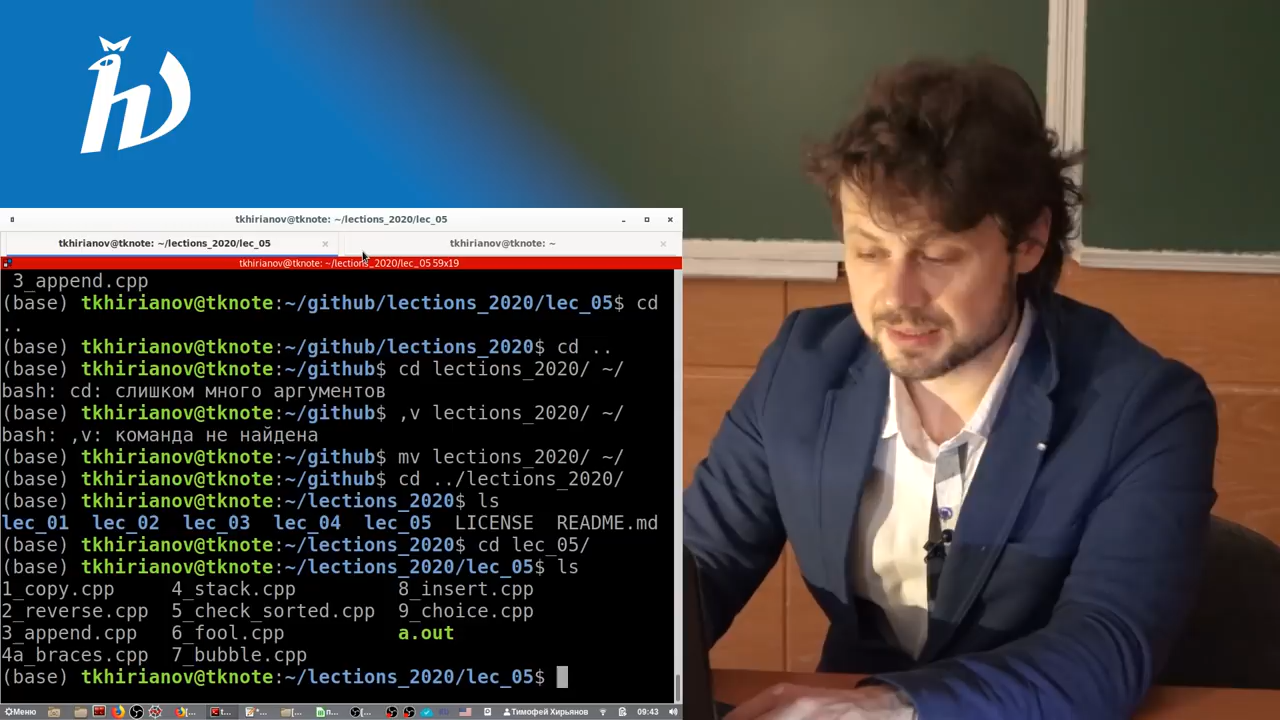 tkhirianov@tknote: ~/lections_2020/lec_05
tkhirianov@tknote: ~/lections_2020/lec_05
tkhirianov@tknote: ~
tkhirianov@tknote: ~/lections_2020/lec_05 59x19
3_append.cpp
(base) tkhirianov@tknote:~/github/lections_2020/lec_05$ cd
..
(base) tkhirianov@tknote:~/github/lections_2020$ cd ..
(base) tkhirianov@tknote:~/github$ cd lections_2020/ ~/
bash: cd: слишком много аргументов
(base) tkhirianov@tknote:~/github$ ,v lections_2020/ ~/
bash: ,v: команда не найдена
(base) tkhirianov@tknote:~/github$ mv lections_2020/ ~/
(base) tkhirianov@tknote:~/github$ cd ../lections_2020/
(base) tkhirianov@tknote:~/lections_2020$ ls
lec_01 lec_02 lec_03 lec_04 lec_05 LICENSE README.md
(base) tkhirianov@tknote:~/lections_2020$ cd lec_05/
(base) tkhirianov@tknote:~/lections_2020/lec_05$ ls
1_copy.cpp 4_stack.cpp 8_insert.cpp
2_reverse.cpp 5_check_sorted.cpp 9_choice.cpp
3_append.cpp 6_fool.cpp a.out
4a_braces.cpp 7_bubble.cpp
(base) tkhirianov@tknote:~/lections_2020/lec_05$
Меню Тимофей Хирьянов 09:43